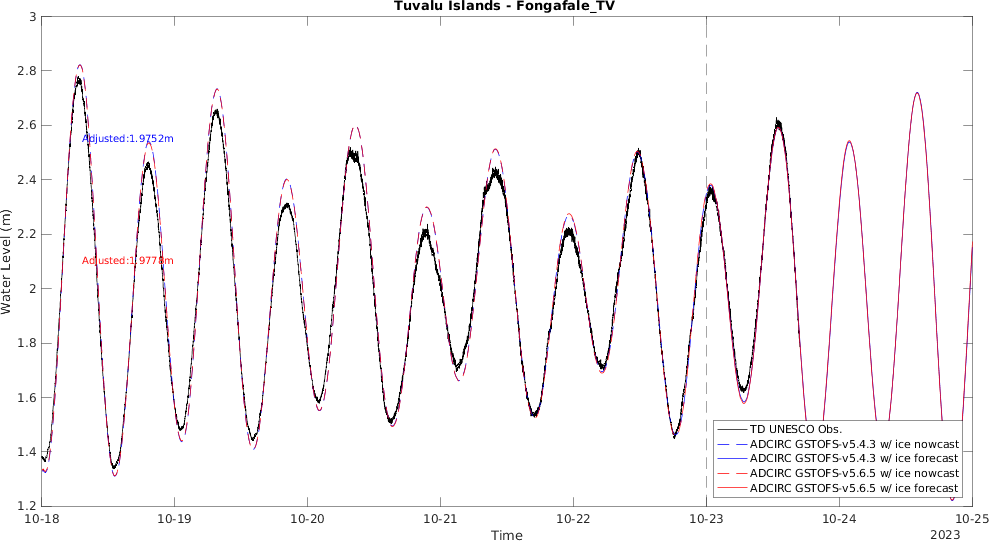 Tuvalu Islands - Fongafale_TV
3
2.8
2.6
2.4
2.2
2
1.8
1.6
1.4
1.2
Water Level (m)
Adjusted:1.9752m
Adjusted:1.9778m
TD UNESCO Obs.
ADCIRC GSTOFS-v5.4.3 w/ ice nowcast
ADCIRC GSTOFS-v5.4.3 w/ ice forecast
ADCIRC GSTOFS-v5.6.5 w/ ice nowcast
ADCIRC GSTOFS-v5.6.5 w/ ice forecast
10-18 10-19 10-20 10-21 10-22 10-23 10-24 10-25
Time
2023